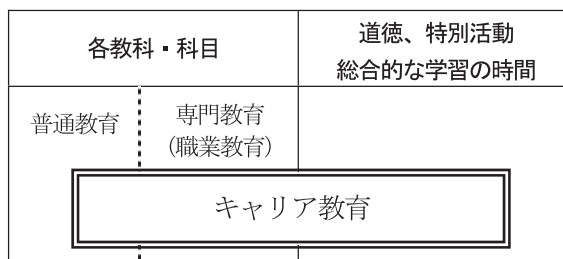 各教科・科目
道徳、特別活動
総合的な学習の時間
普通教育
専門教育
(職業教育)
キャリア教育